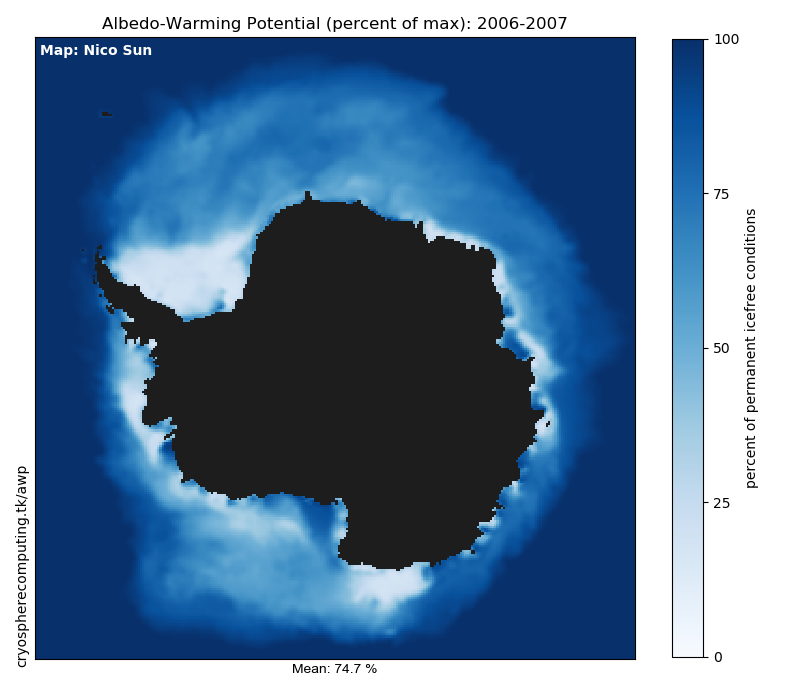 Albedo-Warming Potential (percent of max): 2006-2007
Map: Nico Sun
100
75
50
25
0
percent of permanent icefree conditions
cryospherecomputing.tk/awp
Mean: 74.7 %